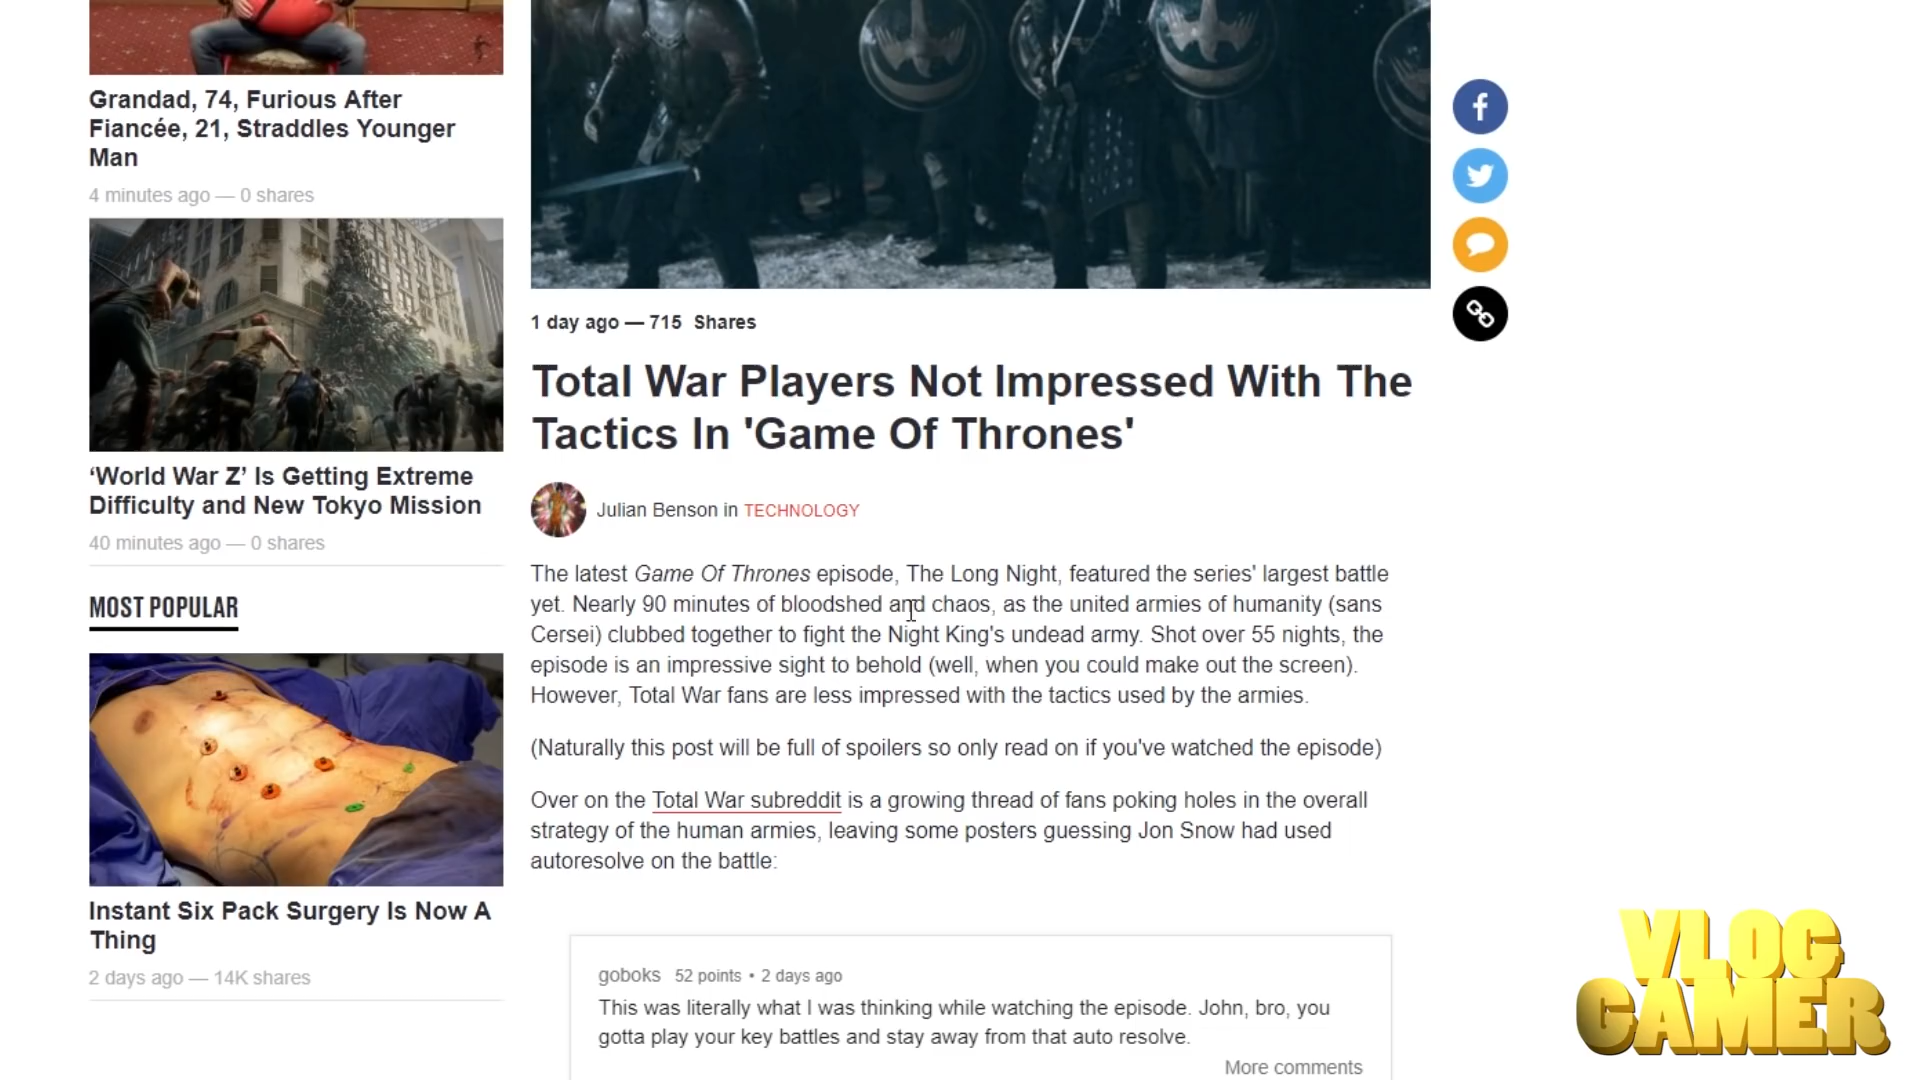 Grandad, 74, Furious After
Fiancée, 21, Straddles Younger
Man
4 minutes ago — 0 shares
‘World War Z’ Is Getting Extreme
Difficulty and New Tokyo Mission
40 minutes ago — 0 shares
MOST POPULAR
Instant Six Pack Surgery Is Now A
Thing
2 days ago — 14K shares
1 day ago — 715 Shares
Total War Players Not Impressed With The
Tactics In 'Game Of Thrones'
Julian Benson in TECHNOLOGY
The latest Game Of Thrones episode, The Long Night, featured the series' largest battle
yet. Nearly 90 minutes of bloodshed and chaos, as the united armies of humanity (sans
Cersei) clubbed together to fight the Night King's undead army. Shot over 55 nights, the
episode is an impressive sight to behold (well, when you could make out the screen).
However, Total War fans are less impressed with the tactics used by the armies.
(Naturally this post will be full of spoilers so only read on if you've watched the episode)
Over on the Total War subreddit is a growing thread of fans poking holes in the overall
strategy of the human armies, leaving some posters guessing Jon Snow had used
autoresolve on the battle:
goboks 52 points • 2 days ago
This was literally what I was thinking while watching the episode. John, bro, you
gotta play your key battles and stay away from that auto resolve.
More comments
VLOG
GAMER